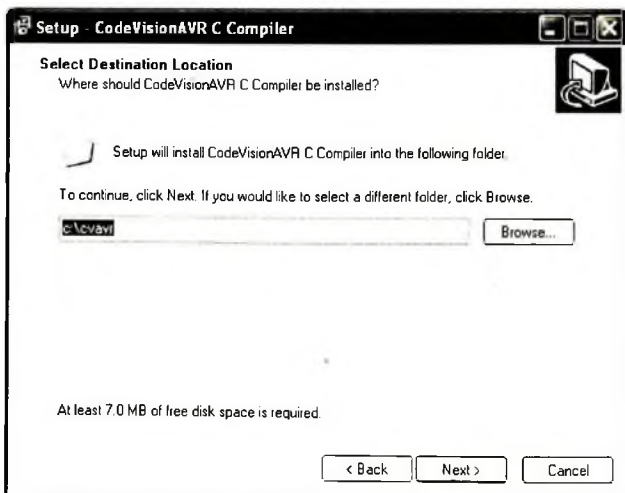 Setup - CodeVisionAVR C Compiler
Select Destination Location
Where should CodeVisionAVR C Compiler be installed?
Setup will install CodeVisionAVR C Compiler into the following folder.
To continue, click Next. If you would like to select a different folder, click Browse.
c:\cvavr
Browse...
At least 7.0 MB of free disk space is required.
< Back
Next >
Cancel